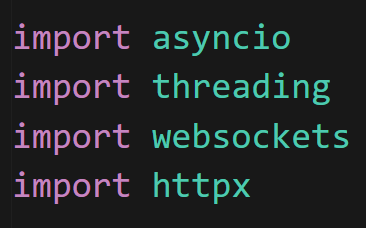 import asyncio
import threading
import websockets
import httpx